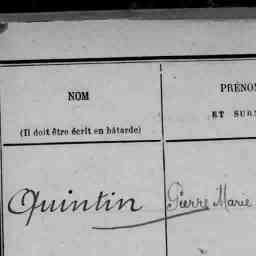 NOM PRÉNO
ET SUR
(Il doit être écrit en bâtarde)
Quintin Pierre Marie